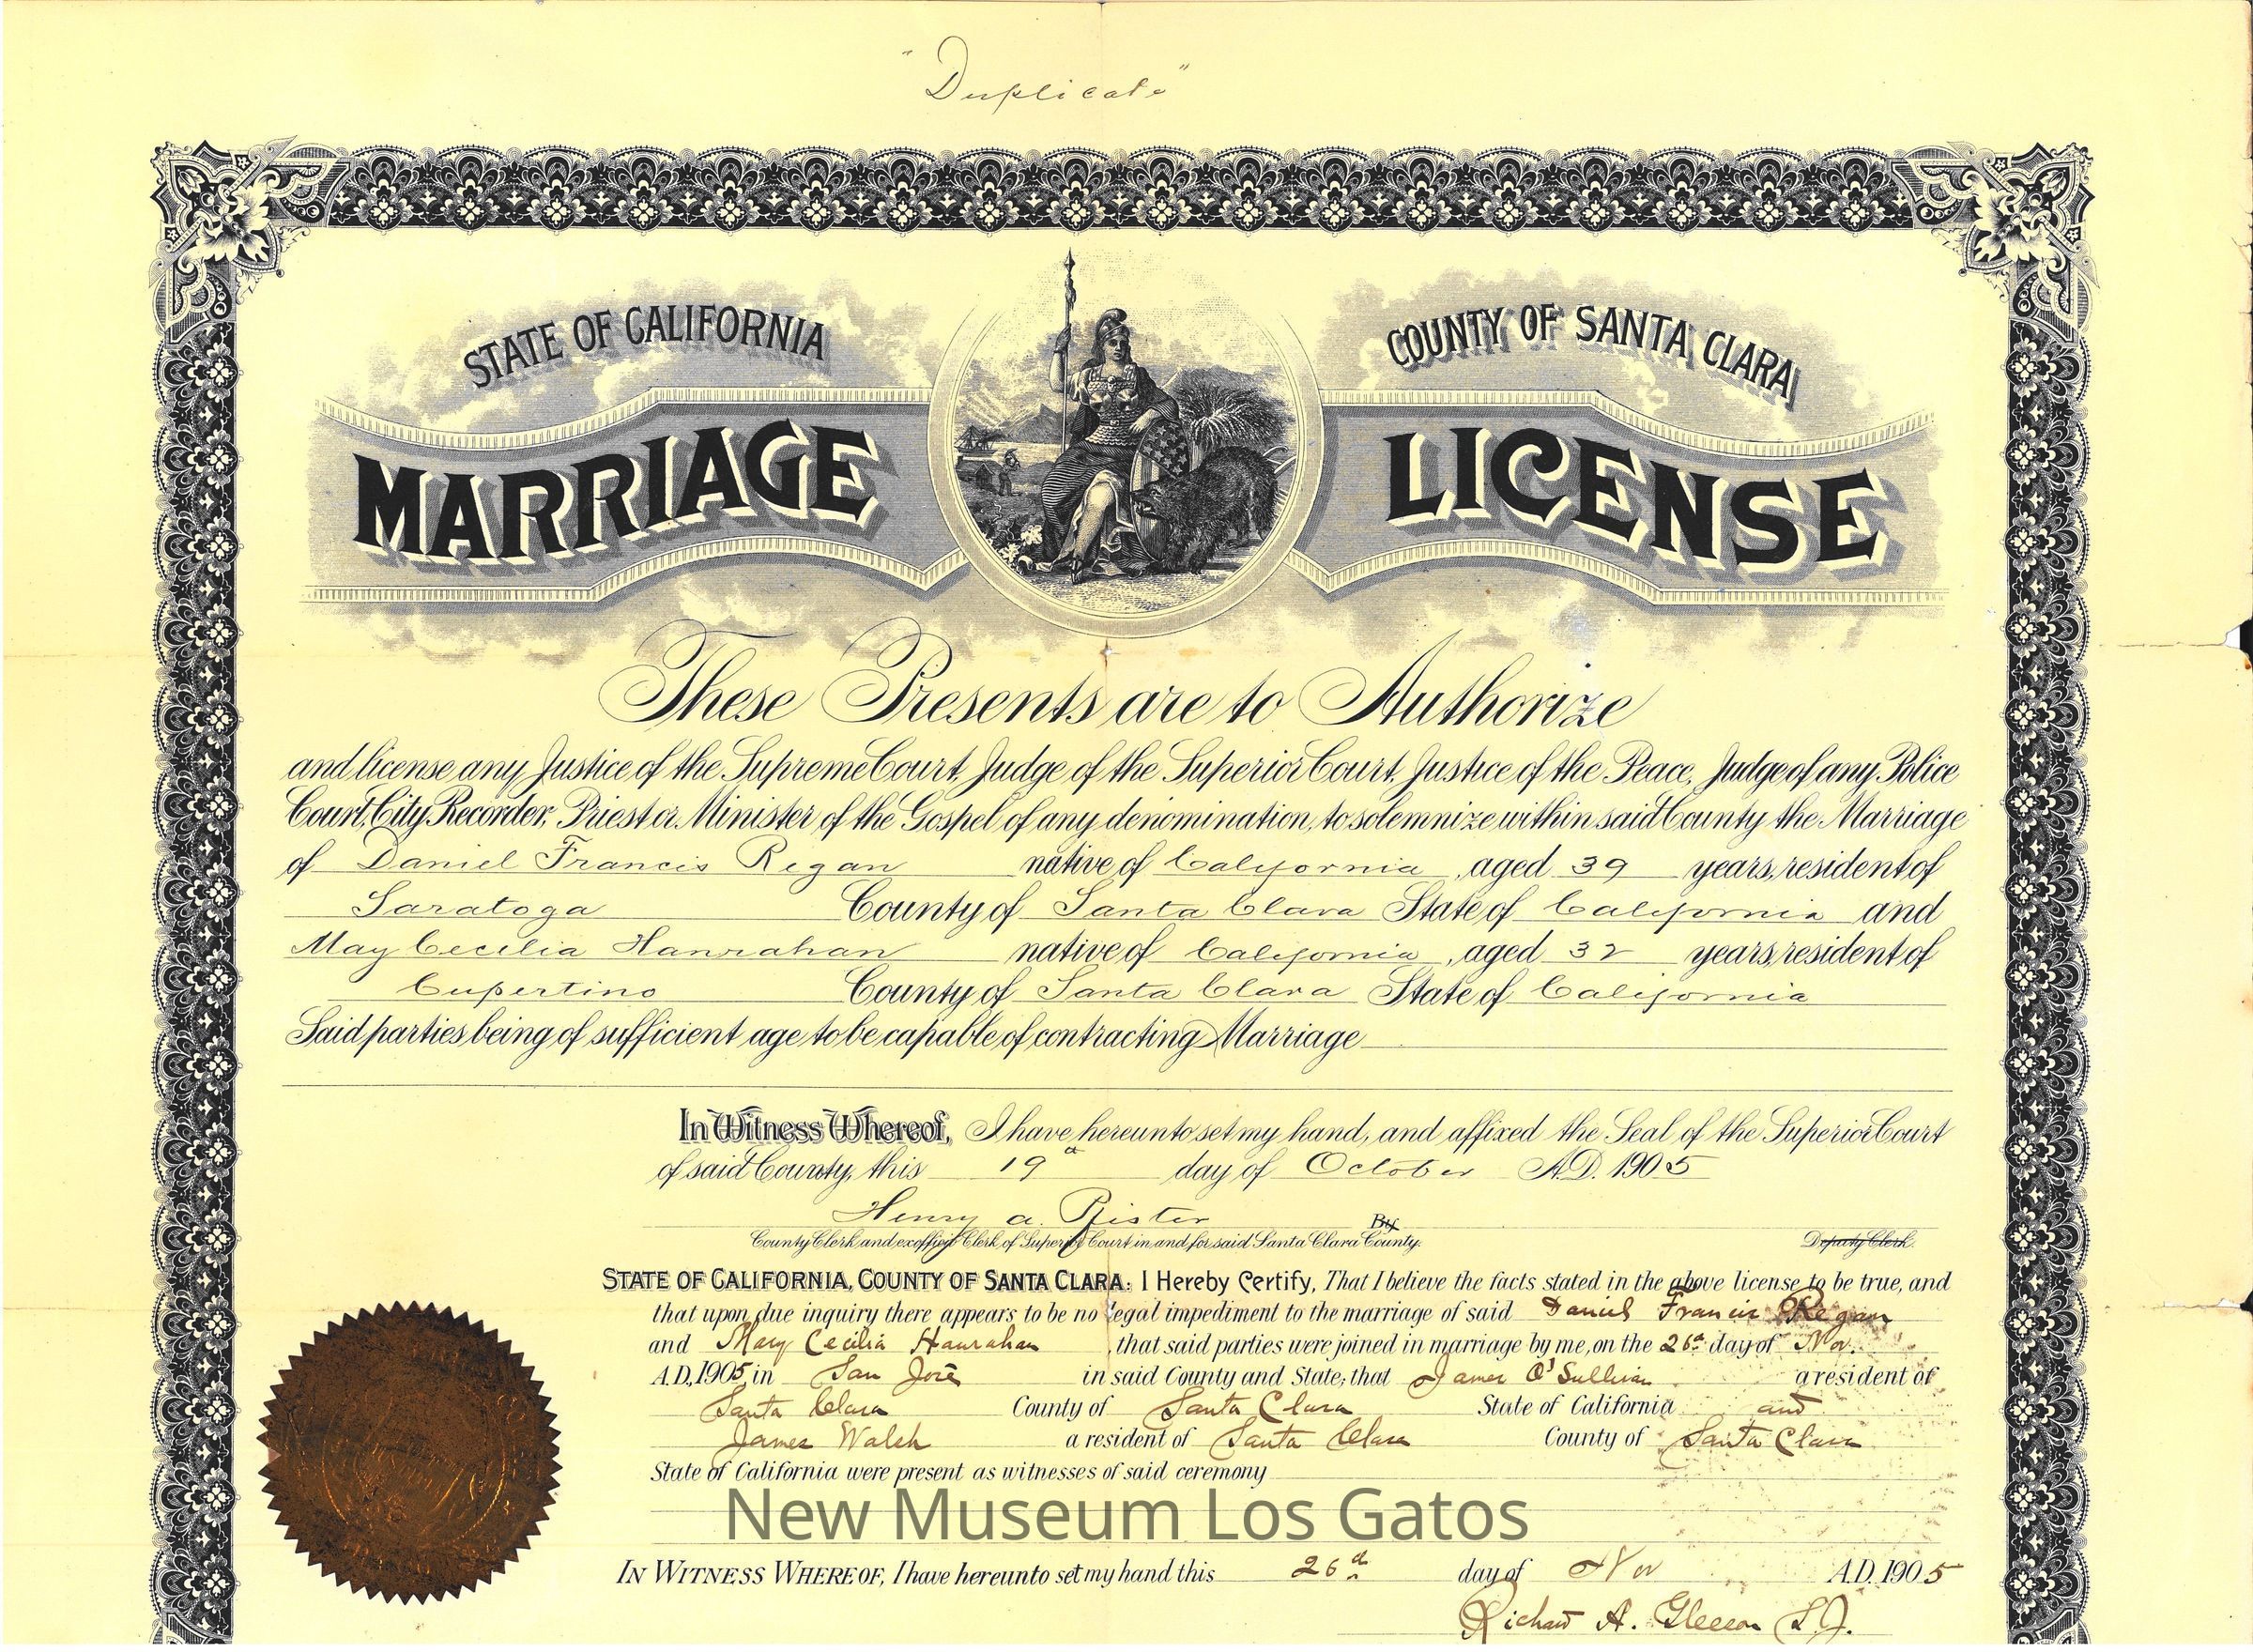 "Duplicate"
STATE OF CALIFORNIA
COUNTY OF SANTA CLARA
MARRIAGE LICENSE
These Presents are to Authorize
and license any Justice of the Supreme Court, Judge of the Superior Court, Justice of the Peace, Judge of any Police
Court, City Recorder, Priest or Minister of the Gospel of any denomination, to solemnize within said County the Marriage
of Daniel Francis Regan native of California, aged 39 years, resident of
Saratoga County of Santa Clara State of California and
May Cecilia Hanrahan native of California, aged 32 years, resident of
Cupertino County of Santa Clara State of California
Said parties being of sufficient age to be capable of contracting Marriage
In Witness Whereof, I have hereunto set my hand, and affixed the Seal of the Superior Court
of said County, this 19th day of October A.D. 1905
Henry A. Pfister
By
County Clerk and ex officio Clerk of Superior Court in and for said Santa Clara County.
Deputy Clerk.
STATE OF CALIFORNIA, COUNTY OF SANTA CLARA: I Hereby Certify, That I believe the facts stated in the above license to be true, and
that upon due inquiry there appears to be no legal impediment to the marriage of said Daniel Francis Regan
and Mary Cecilia Hanrahan, that said parties were joined in marriage by me, on the 26th day of Nov.
A.D. 1905, in San José in said County and State; that James O'Sullivan a resident of
Santa Clara County of Santa Clara State of California and
James Walsh a resident of Santa Clara County of Santa Clara
State of California were present as witnesses of said ceremony
New Museum Los Gatos
IN WITNESS WHEREOF, I have hereunto set my hand this 26th day of Nov A.D. 1905
Richard A. Gleeson S.J.